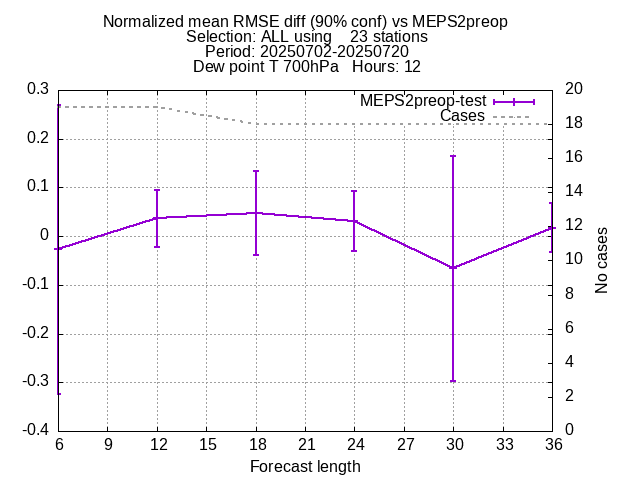 Normalized mean RMSE diff (90% conf) vs MEPS2preop
Selection: ALL using 23 stations
Period: 20250702-20250720
Dew point T 700hPa Hours: 12
MEPS2preop-test
Cases
0.3
0.2
0.1
0
-0.1
-0.2
-0.3
-0.4
20
18
16
14
12
10
8
6
4
2
0
No cases
6 9 12 15 18 21 24 27 30 33 36
Forecast length